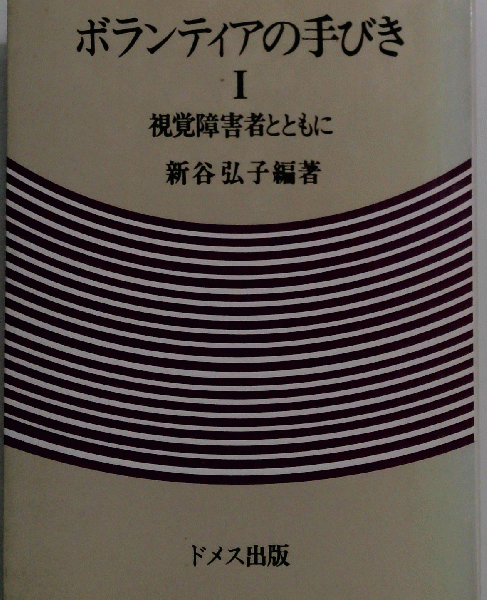 ボランティアの手びき
I
視覚障害者とともに
新谷弘子編著
ドメス出版